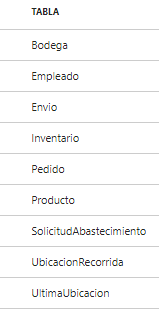 TABLA
Bodega
Empleado
Envio
Inventario
Pedido
Producto
SolicitudAbastecimiento
UbicacionRecorrida
UltimaUbicacion